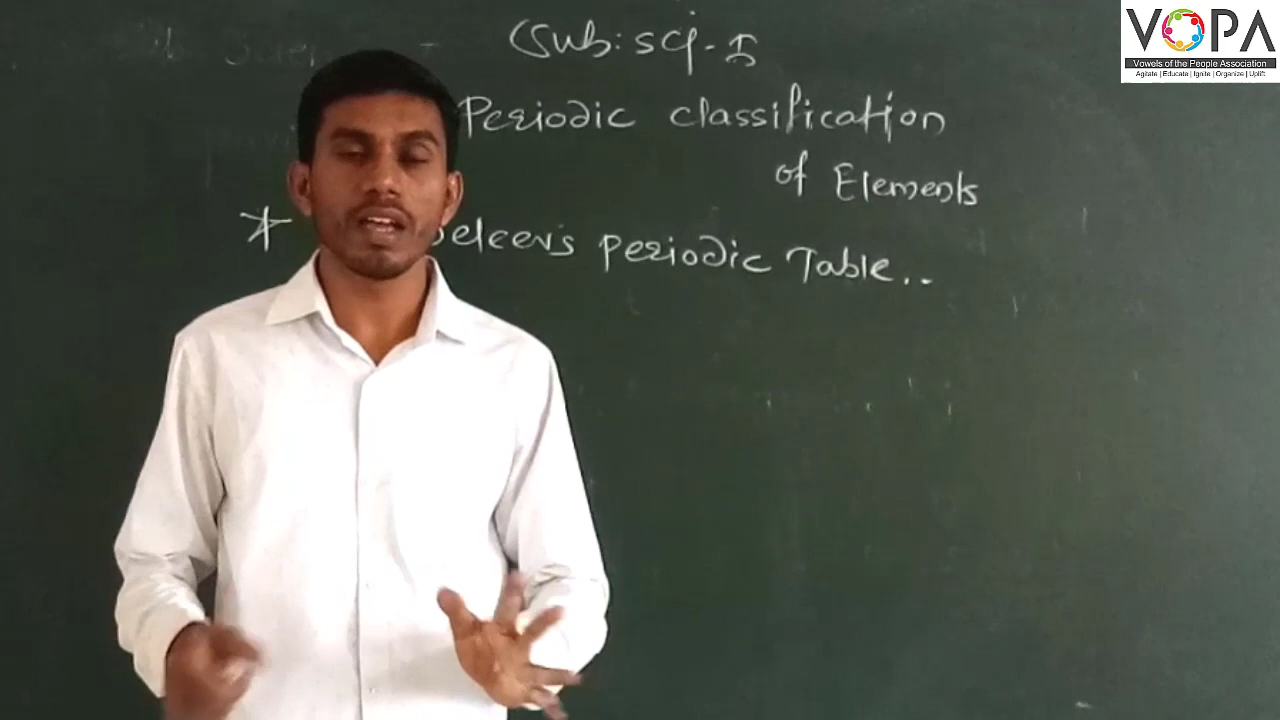 Sub: sci-I
Periodic classification
of Elements
* eleev's Periodic Table..
VOPA
Vowels of the People Association
Agitate | Educate | Ignite | Organize | Uplift